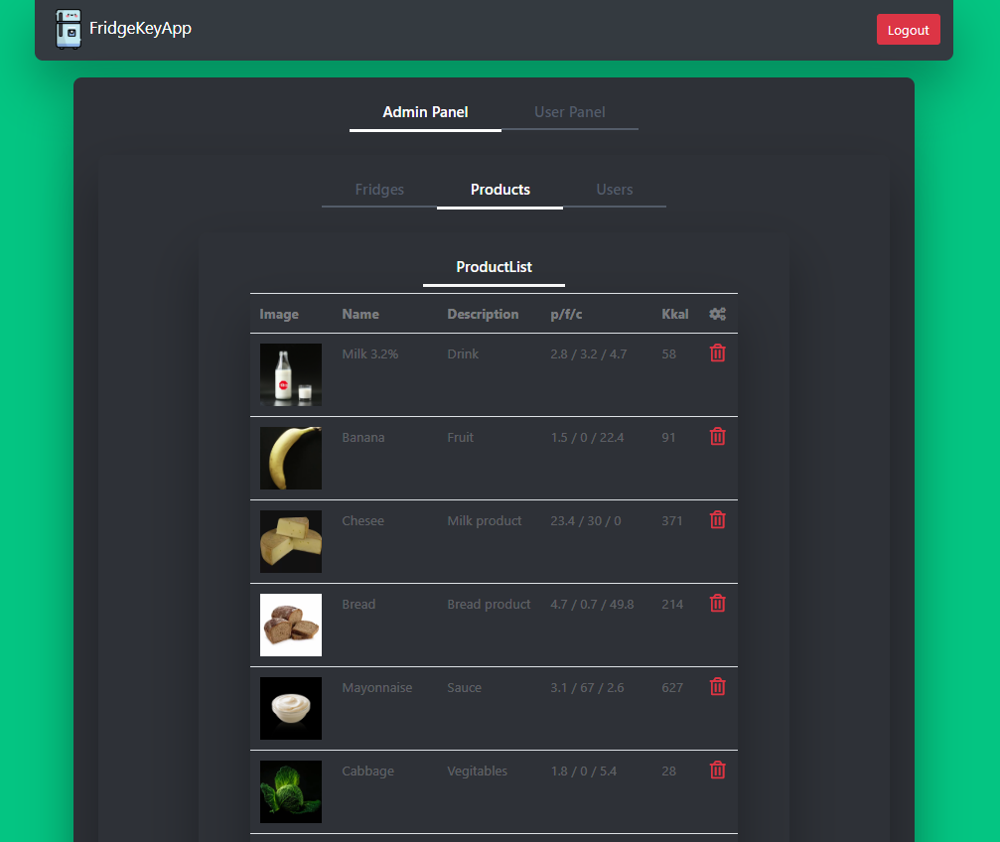 FridgeKeyApp
Logout
Admin Panel User Panel
Fridges Products Users
ProductList
Image Name Description p/f/c Kkal
Milk 3.2% Drink 2.8 / 3.2 / 4.7 58
Banana Fruit 1.5 / 0 / 22.4 91
Chesee Milk product 23.4 / 30 / 0 371
Bread Bread product 4.7 / 0.7 / 49.8 214
Mayonnaise Sauce 3.1 / 67 / 2.6 627
Cabbage Vegitables 1.8 / 0 / 5.4 28